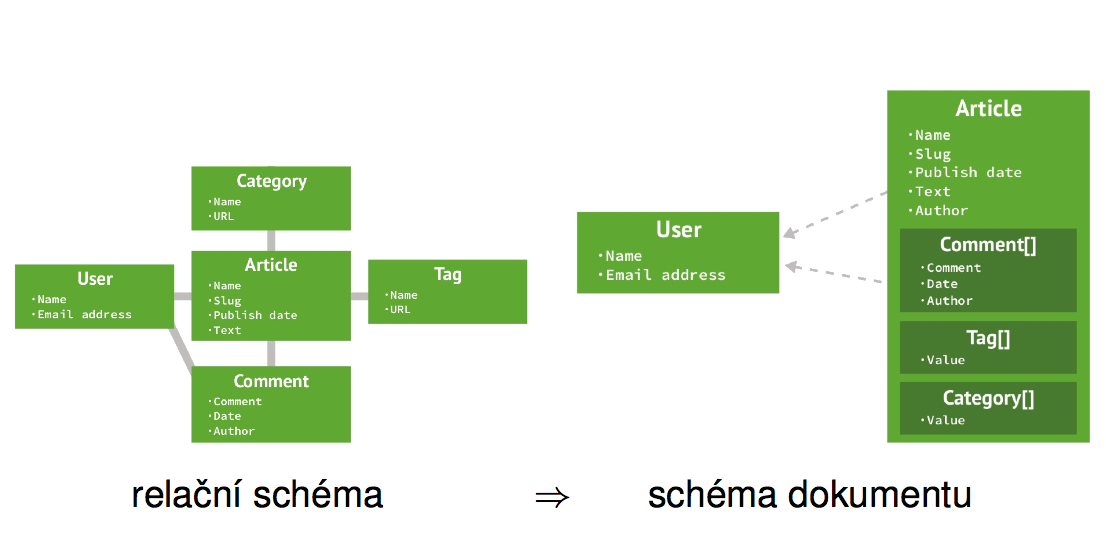 Category
·Name
·URL
User
·Name
·Email address
Article
·Name
·Slug
·Publish date
·Text
Tag
·Name
·URL
Comment
·Comment
·Date
·Author
relační schéma
⇒
User
·Name
·Email address
Article
·Name
·Slug
·Publish date
·Text
·Author
Comment[]
·Comment
·Date
·Author
Tag[]
·Value
Category[]
·Value
schéma dokumentu